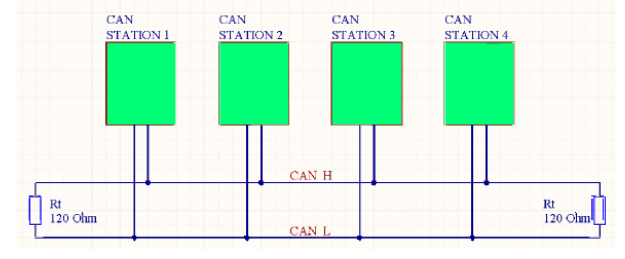 CAN
STATION 1
CAN
STATION 2
CAN
STATION 3
CAN
STATION 4
CAN H
Rt
120 Ohm
Rt
120 Ohm
CAN L